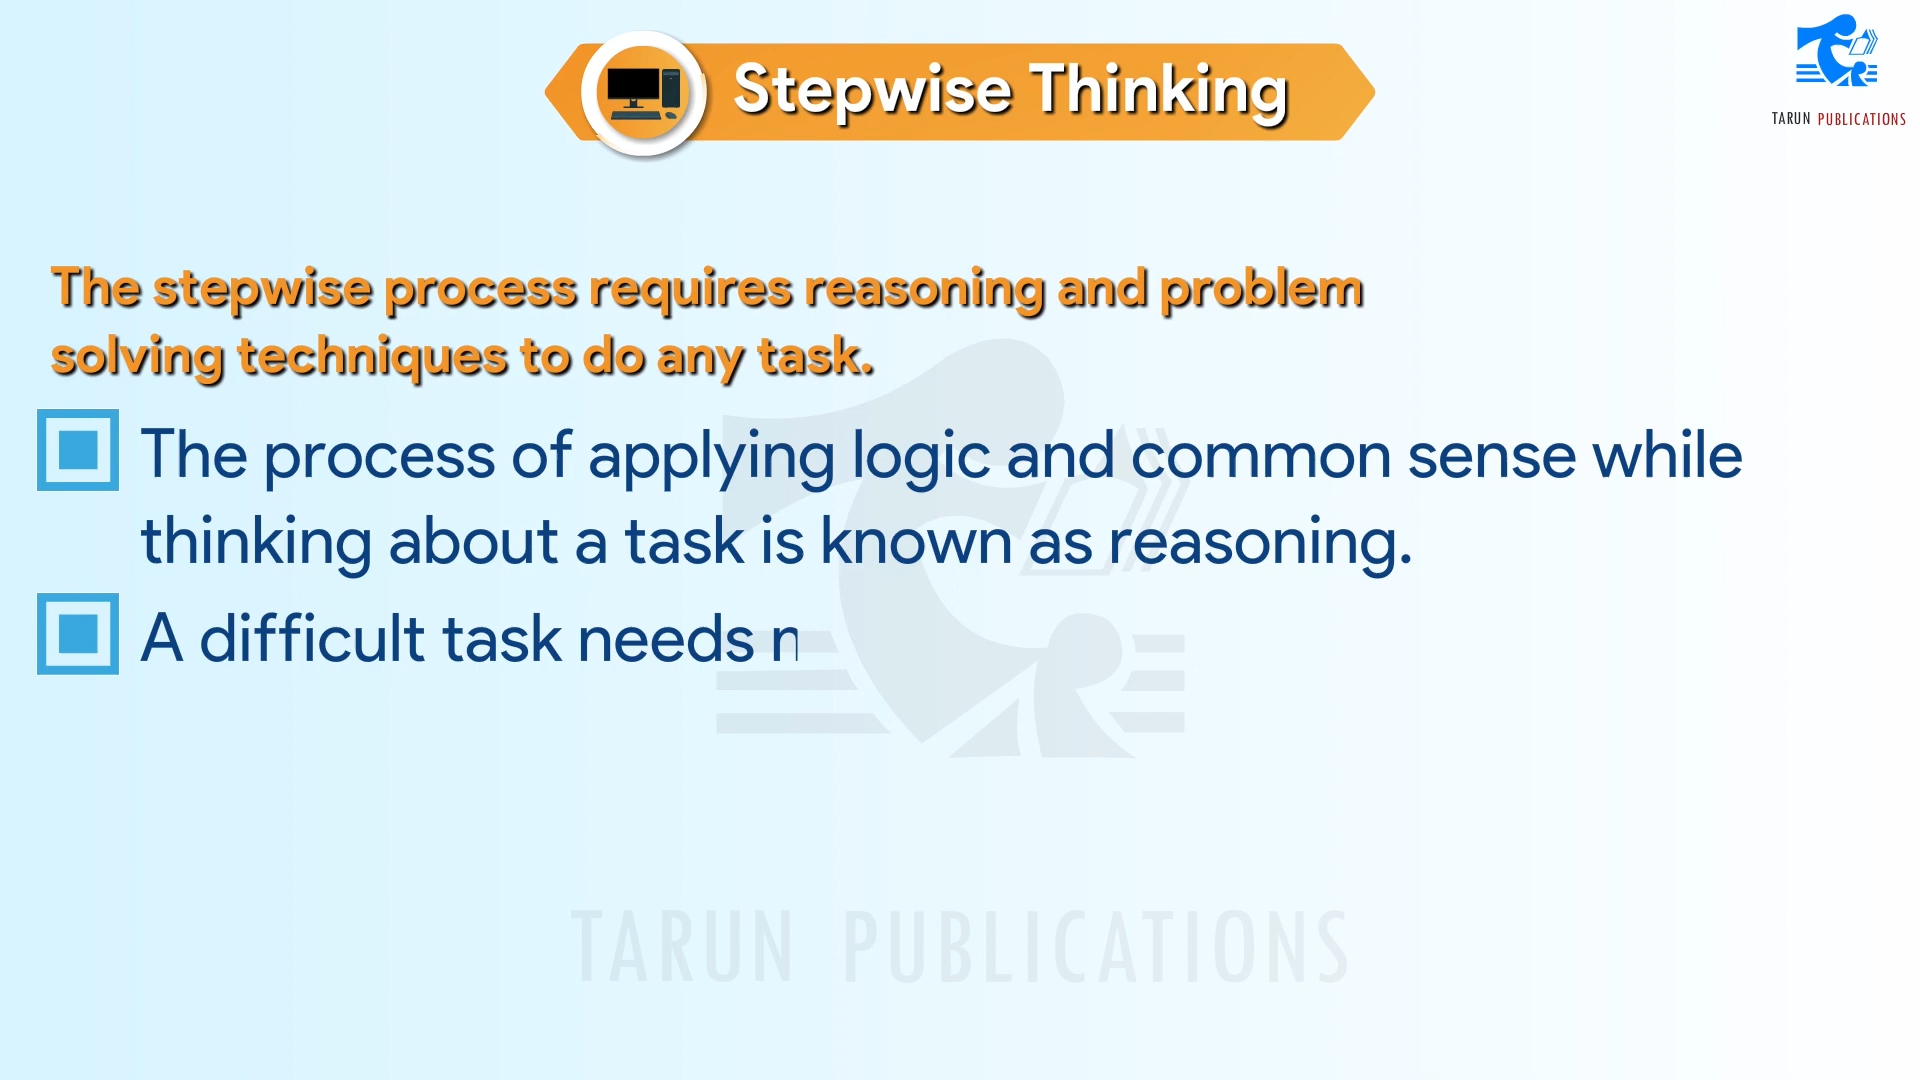 Stepwise Thinking
TARUN PUBLICATIONS
The stepwise process requires reasoning and problem
solving techniques to do any task.
The process of applying logic and common sense while
thinking about a task is known as reasoning.
A difficult task needs
TARUN PUBLICATIONS